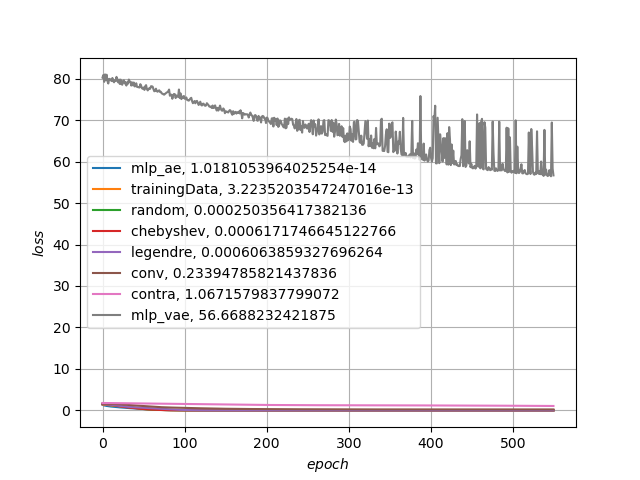 80
70
60
50
40
30
20
10
0
loss
mlp_ae, 1.0181053964025254e-14
trainingData, 3.2235203547247016e-13
random, 0.000250356417382136
chebyshev, 0.0006171746645122766
legendre, 0.0006063859327696264
conv, 0.23394785821437836
contra, 1.0671579837799072
mlp_vae, 56.6688232421875
0 100 200 300 400 500
epoch